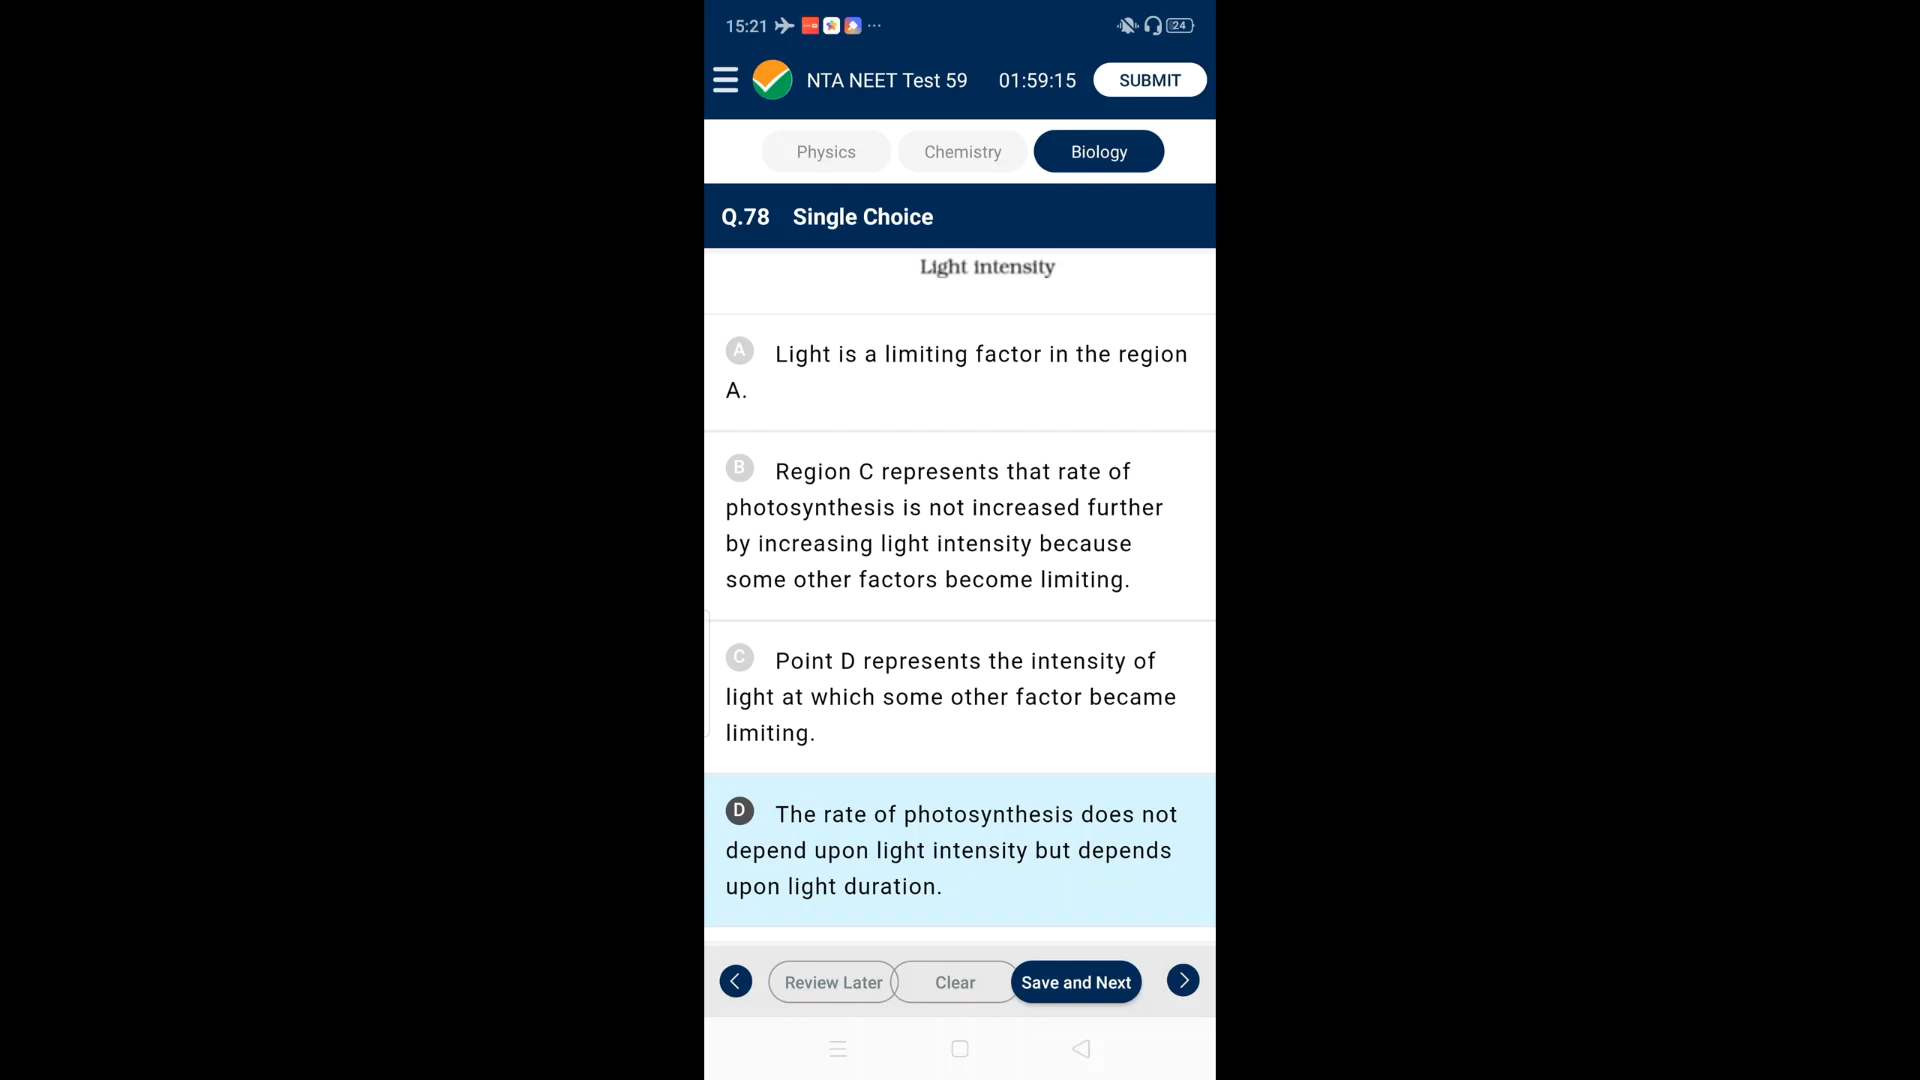 15:21 ... 24
NTA NEET Test 59 01:59:15 SUBMIT
Physics Chemistry Biology
Q.78 Single Choice
Light intensity
A Light is a limiting factor in the region
A.
B Region C represents that rate of
photosynthesis is not increased further
by increasing light intensity because
some other factors become limiting.
C Point D represents the intensity of
light at which some other factor became
limiting.
D The rate of photosynthesis does not
depend upon light intensity but depends
upon light duration.
Review Later Clear Save and Next